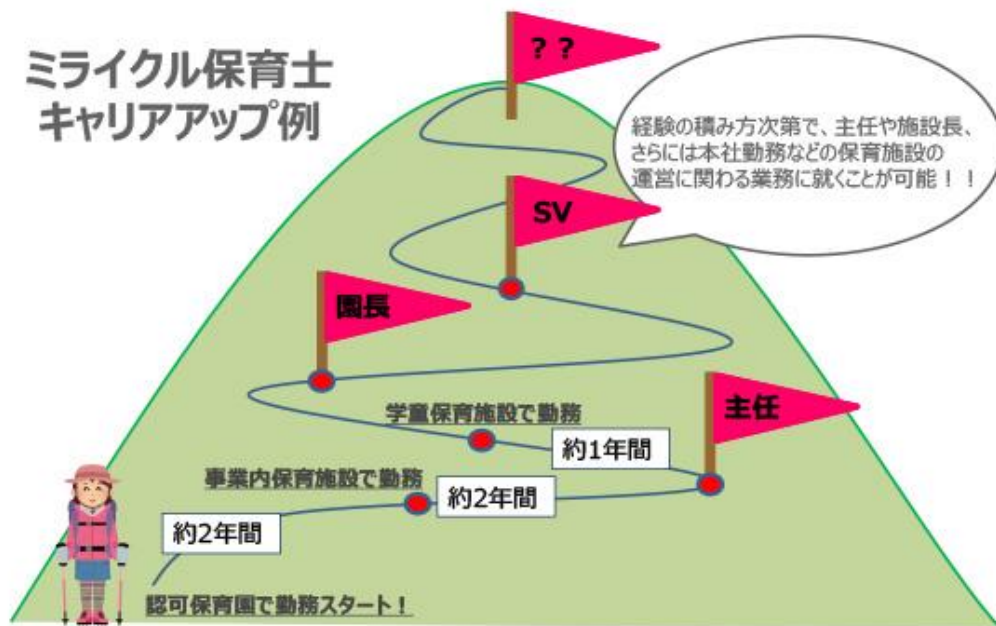 ミライクル保育士
キャリアアップ例
??
経験の積み方次第で、主任や施設長、
さらには本社勤務などの保育施設の
運営に関わる業務に就くことが可能!!
SV
園長
主任
学童保育施設で勤務
約1年間
事業内保育施設で勤務
約2年間
約2年間
認可保育園で勤務スタート!